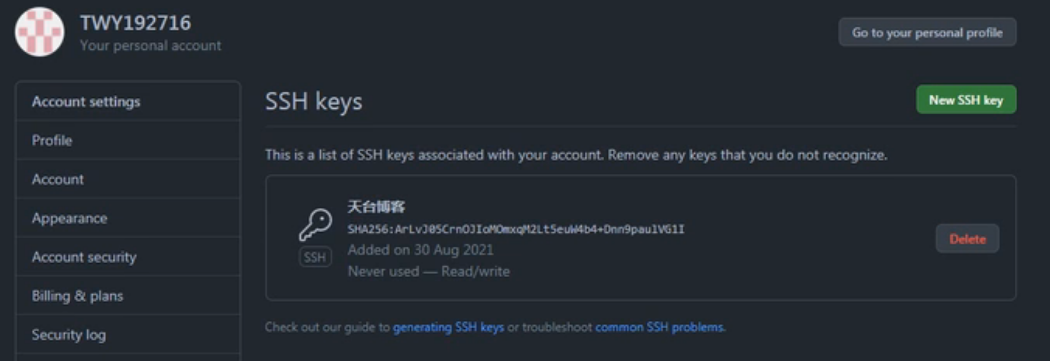 TWY192716
Your personal account
Go to your personal profile
Account settings
Profile
Account
Appearance
Account security
Billing & plans
Security log
SSH keys
New SSH key
This is a list of SSH keys associated with your account. Remove any keys that you do not recognize.
天台博客
SHA256:ArLvJ05CrnOJIoMOmxqM2Lt5euW4b4+Dnn9paulVG1I
SSH
Added on 30 Aug 2021
Never used — Read/write
Delete
Check out our guide to generating SSH keys or troubleshoot common SSH problems.